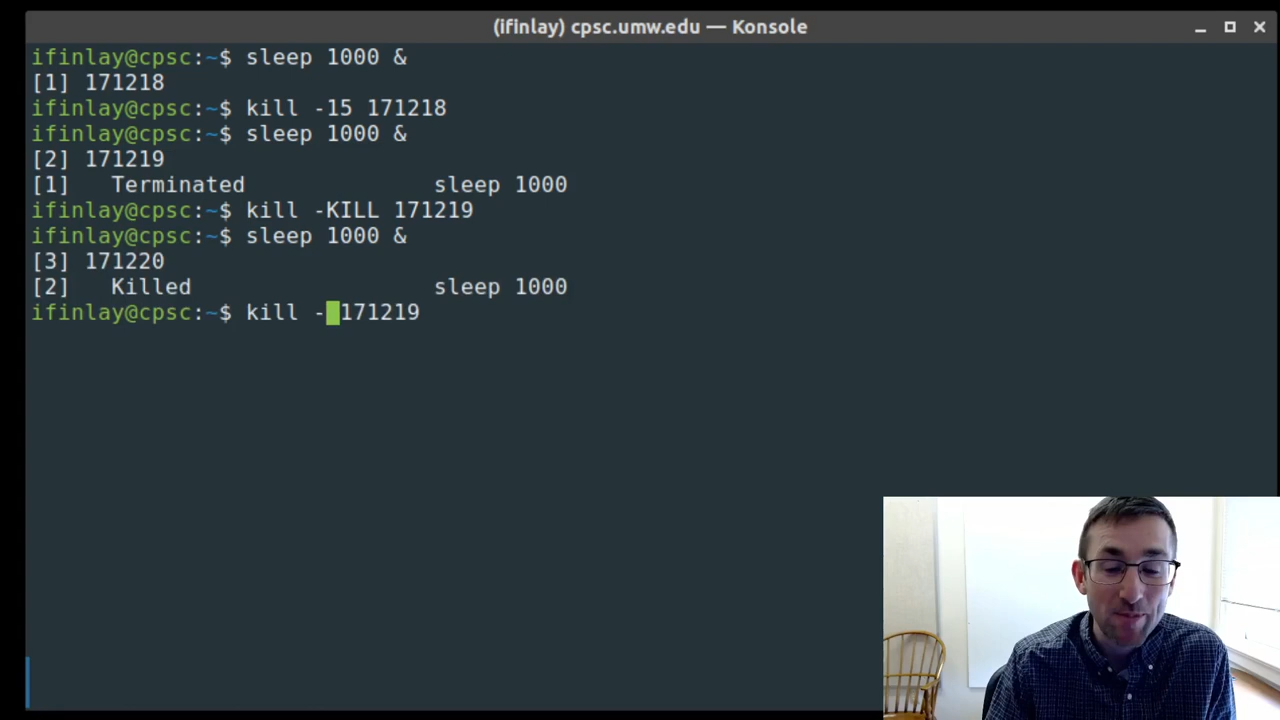 (ifinlay) cpsc.umw.edu — Konsole
ifinlay@cpsc:~$ sleep 1000 &
[1] 171218
ifinlay@cpsc:~$ kill -15 171218
ifinlay@cpsc:~$ sleep 1000 &
[2] 171219
[1]   Terminated              sleep 1000
ifinlay@cpsc:~$ kill -KILL 171219
ifinlay@cpsc:~$ sleep 1000 &
[3] 171220
[2]   Killed                  sleep 1000
ifinlay@cpsc:~$ kill - 171219